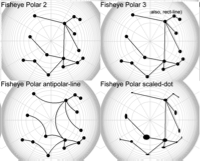 Fisheye Polar 2
Fisheye Polar 3
(alias, rect-line)
Fisheye Polar antipolar-line
Fisheye Polar scaled-dot